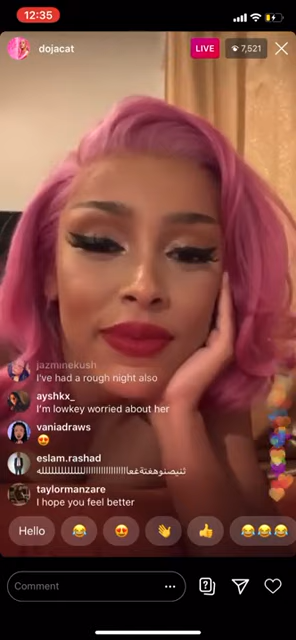 12:35
dojacat
LIVE
7,521
jazminekush
I've had a rough night also
ayshkx_
I'm lowkey worried about her
vaniadraws
😍
eslam.rashad
taylormanzare
I hope you feel better
Hello
😂
😍
👋
👍
😂😂😂
Comment